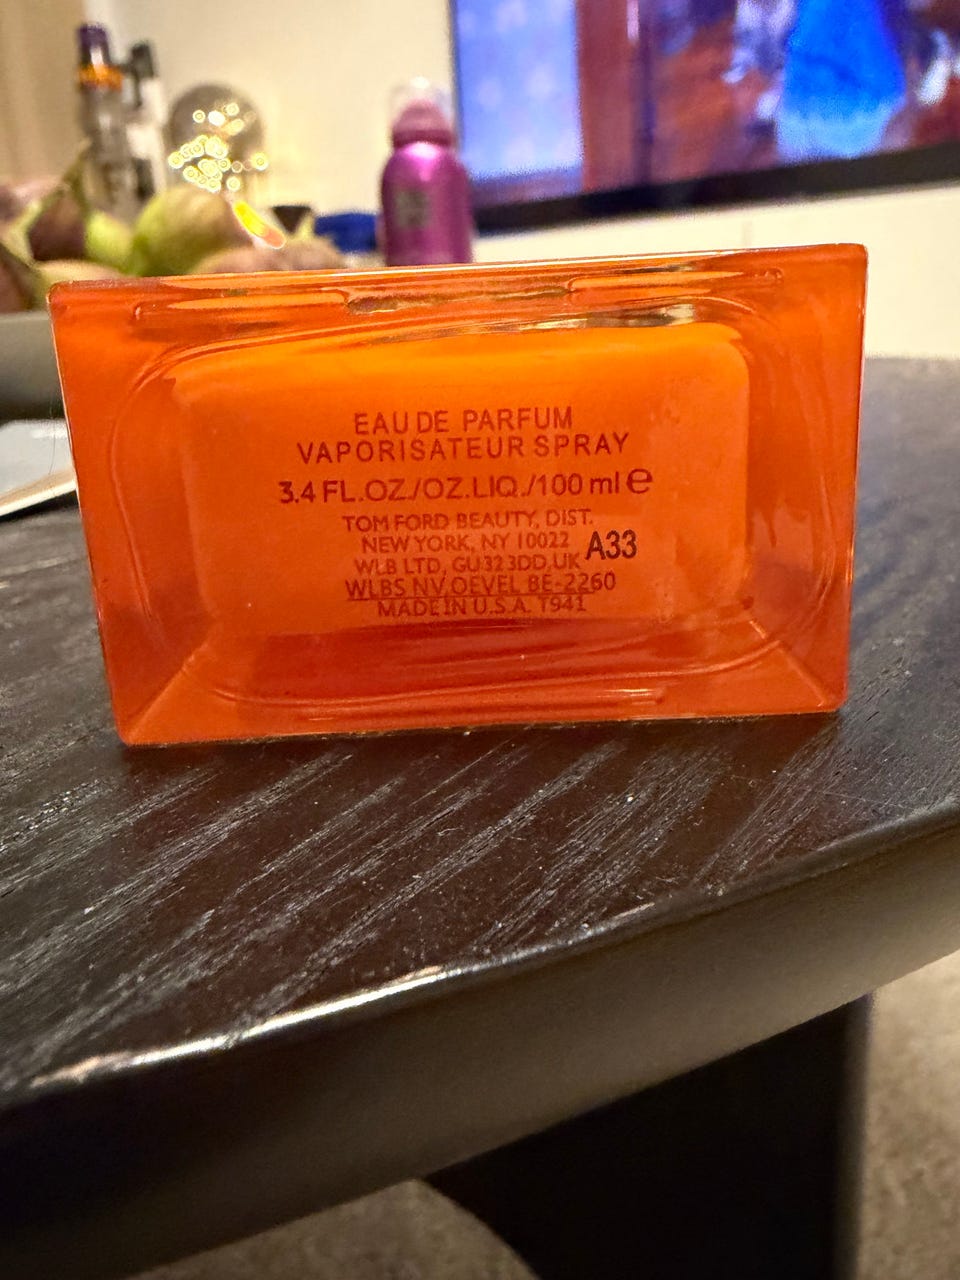 EAU DE PARFUM
VAPORISATEUR SPRAY
3.4 FL.OZ./OZ.LIQ./100 ml e
TOM FORD BEAUTY, DIST.
NEW YORK, NY 10022 A33
WLB LTD, GU32 3DD, UK
WLBS NV, OEVEL BE-2260
MADE IN U.S.A. T941